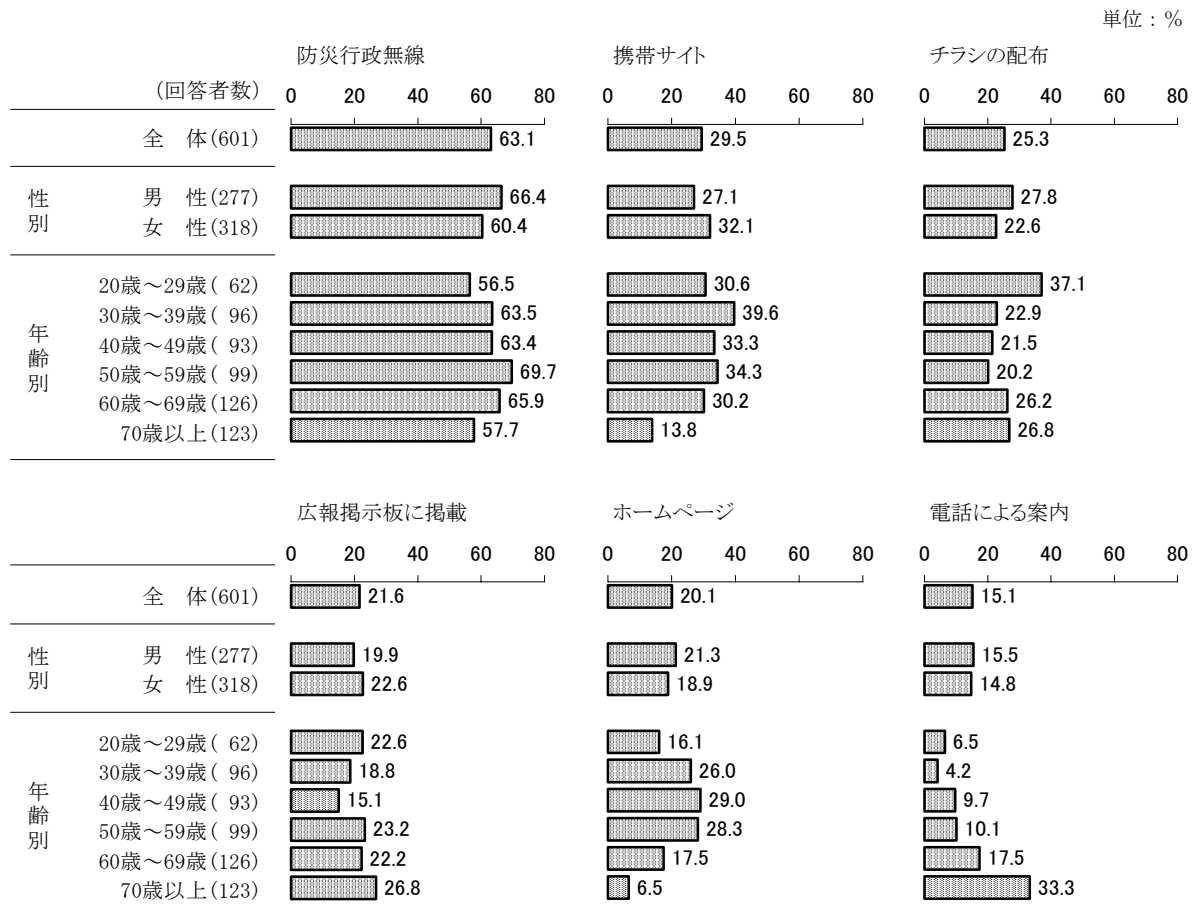 単位：％
防災行政無線　携帯サイト　チラシの配布
(回答者数)　0　20　40　60　80　0　20　40　60　80　0　20　40　60　80
全　体(601)　63.1　29.5　25.3
性別
男　性(277)　66.4　27.1　27.8
女　性(318)　60.4　32.1　22.6
年齢別
20歳～29歳( 62)　56.5　30.6　37.1
30歳～39歳( 96)　63.5　39.6　22.9
40歳～49歳( 93)　63.4　33.3　21.5
50歳～59歳( 99)　69.7　34.3　20.2
60歳～69歳(126)　65.9　30.2　26.2
70歳以上(123)　57.7　13.8　26.8
広報掲示板に掲載　ホームページ　電話による案内
0　20　40　60　80　0　20　40　60　80　0　20　40　60　80
全　体(601)　21.6　20.1　15.1
性別
男　性(277)　19.9　21.3　15.5
女　性(318)　22.6　18.9　14.8
年齢別
20歳～29歳( 62)　22.6　16.1　6.5
30歳～39歳( 96)　18.8　26.0　4.2
40歳～49歳( 93)　15.1　29.0　9.7
50歳～59歳( 99)　23.2　28.3　10.1
60歳～69歳(126)　22.2　17.5　17.5
70歳以上(123)　26.8　6.5　33.3